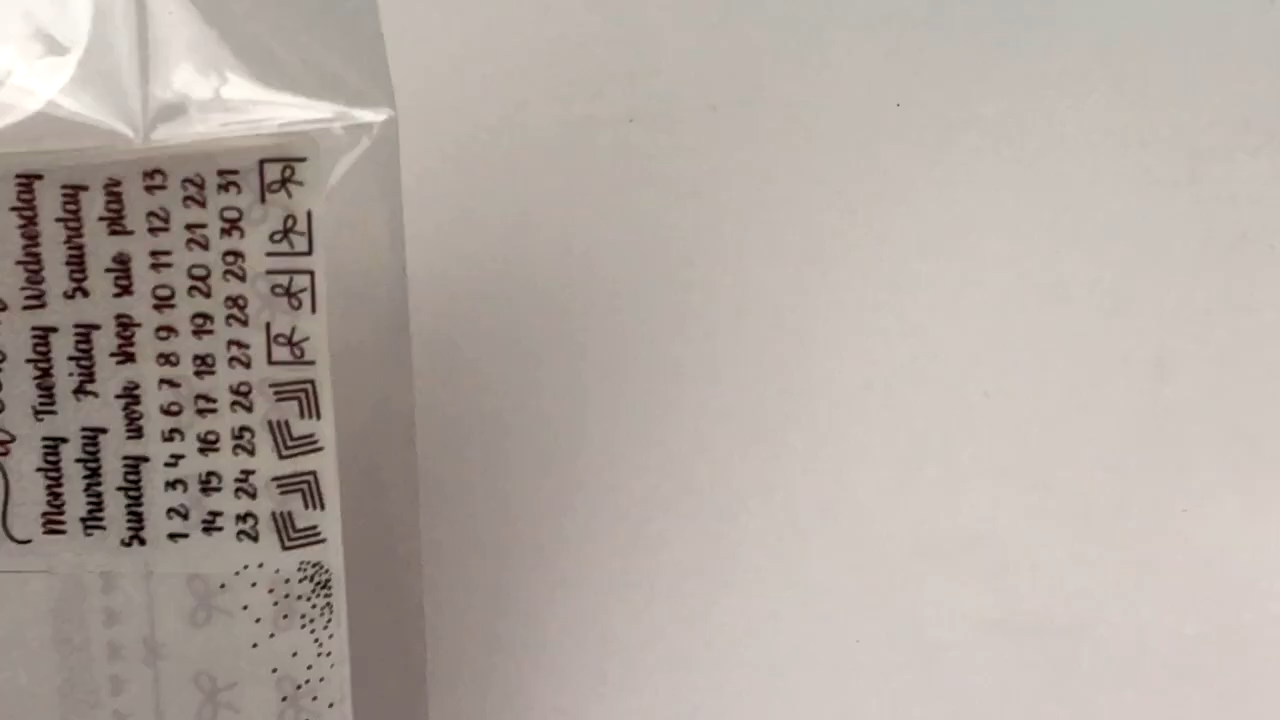 Monday Tuesday Wednesday
Thursday Friday Saturday
Sunday work shop sale plan
1 2 3 4 5 6 7 8 9 10 11 12 13
14 15 16 17 18 19 20 21 22
23 24 25 26 27 28 29 30 31